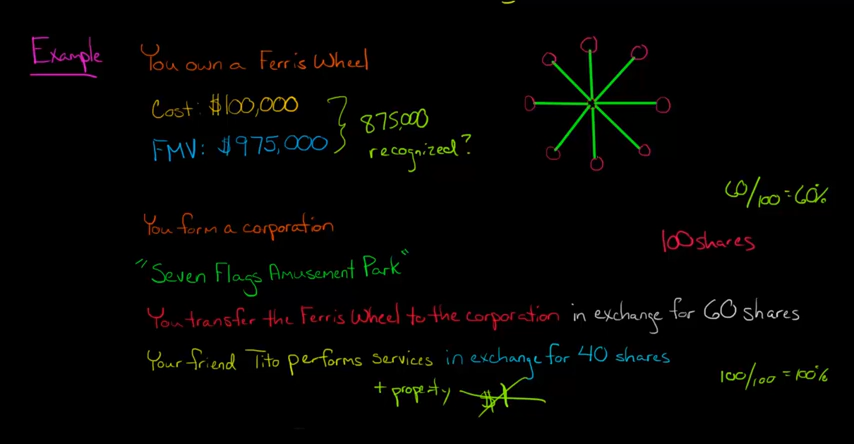 Example
You own a Ferris Wheel
Cost: $100,000
FMV: $975,000
875,000
recognized?
60/100 = 60%
You form a corporation
100 shares
"Seven Flags Amusement Park"
You transfer the Ferris Wheel to the corporation in exchange for 60 shares
Your friend Tito performs services in exchange for 40 shares
+ property $1
100/100 = 100%